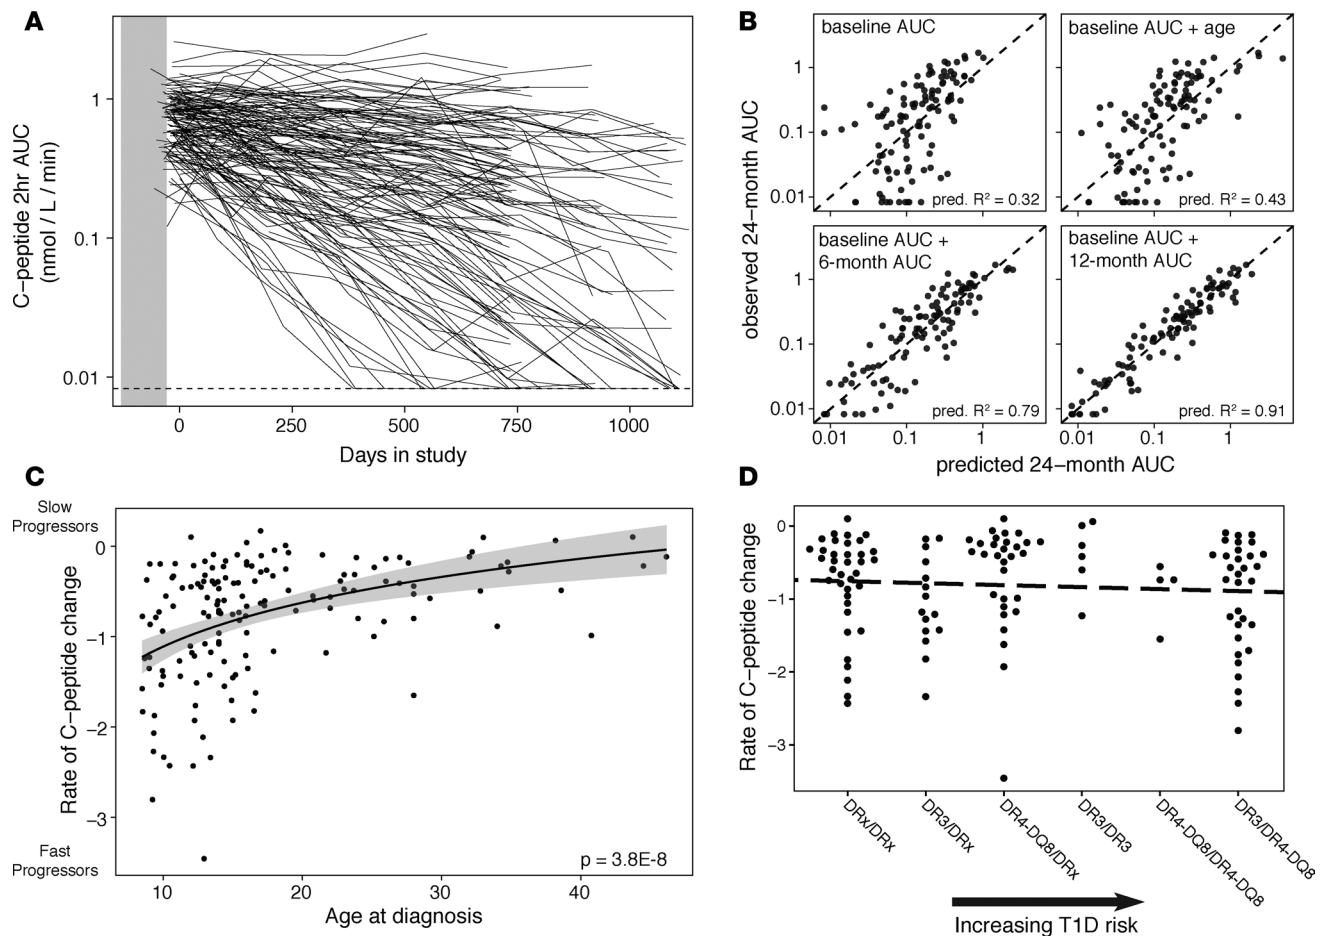 A
C−peptide 2hr AUC
(nmol / L / min)
1
0.1
0.01
0
250
500
750
1000
Days in study
B
observed 24−month AUC
baseline AUC
pred. R² = 0.32
baseline AUC + age
pred. R² = 0.43
baseline AUC +
6-month AUC
pred. R² = 0.79
baseline AUC +
12-month AUC
pred. R² = 0.91
1
0.1
0.01
1
0.1
0.01
0.01
0.1
1
0.01
0.1
1
predicted 24−month AUC
C
Slow
Progressors
Rate of C−peptide change
Fast
Progressors
0
−1
−2
−3
p = 3.8E-8
10
20
30
40
Age at diagnosis
D
Rate of C−peptide change
0
−1
−2
−3
DRx/DRx
DR3/DRx
DR4-DQ8/DRx
DR3/DR3
DR4-DQ8/DR4-DQ8
DR3/DR4-DQ8
Increasing T1D risk